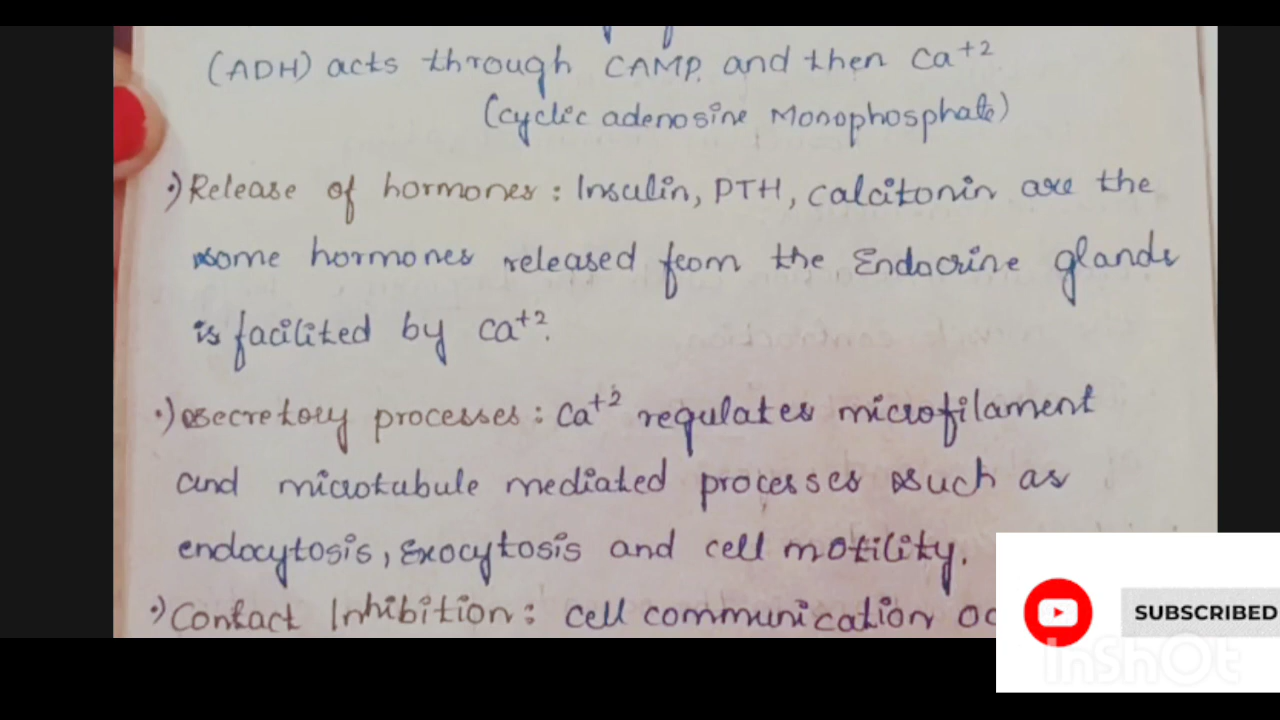 (ADH) acts through CAMP. and then Ca+2
(cyclic adenosine Monophosphate)
•) Release of hormones : Insulin, PTH, calcitonin are the
some hormones released from the Endocrine glands
is facilited by Ca+2.
•) secretory processes : Ca+2 regulates microfilament
and microtubule mediated processes such as
endocytosis, Exocytosis and cell motility.
•) Contact Inhibition : cell communication oc
SUBSCRIBED
InShOt